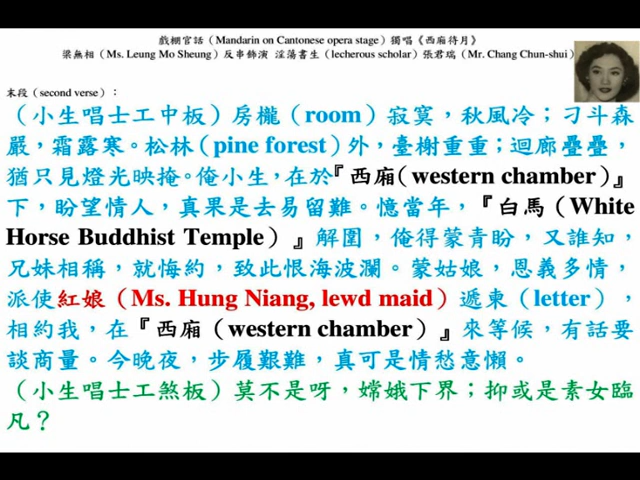 戲棚官話（Mandarin on Cantonese opera stage）獨唱《西廂待月》
梁無相（Ms. Leung Mo Sheung）反串飾演 淫蕩書生（lecherous scholar）張君瑞（Mr. Chang Chun-shui）
末段（second verse）：
（小生唱士工中板）房櫳（room）寂寞，秋風冷；刁斗森
嚴，霜露寒。松林（pine forest）外，臺榭重重；迴廊疊疊，
猶只見燈光映掩。俺小生，在於『西廂（western chamber）』
下，盼望情人，真果是去易留難。憶當年，『白馬（White
Horse Buddhist Temple）』解圍，俺得蒙青盼，又誰知，
兄妹相稱，就悔約，致此恨海波瀾。蒙姑娘，恩義多情，
派使紅娘（Ms. Hung Niang, lewd maid）遞柬（letter），
相約我，在『西廂（western chamber）』來等候，有話要
談商量。今晚夜，步履艱難，真可是情愁意懶。
（小生唱士工煞板）莫不是呀，嫦娥下界；抑或是素女臨
凡？